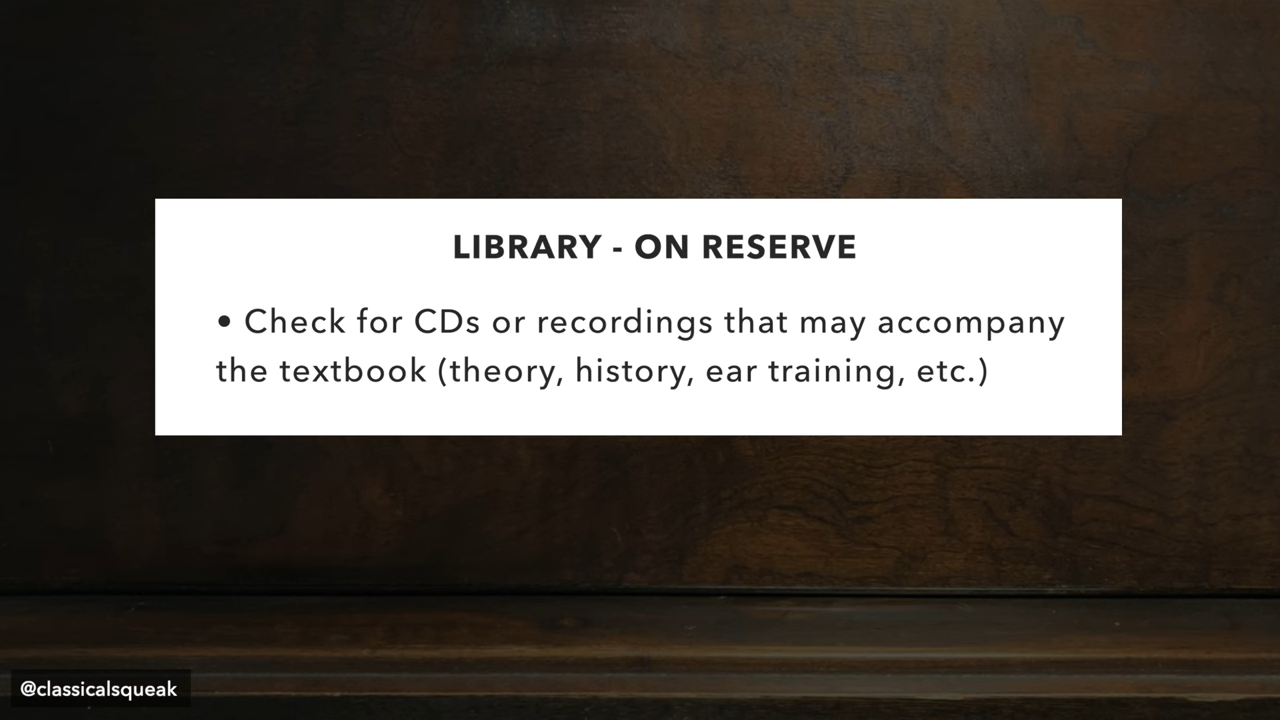 LIBRARY - ON RESERVE
• Check for CDs or recordings that may accompany
the textbook (theory, history, ear training, etc.)
@classicalsqueak